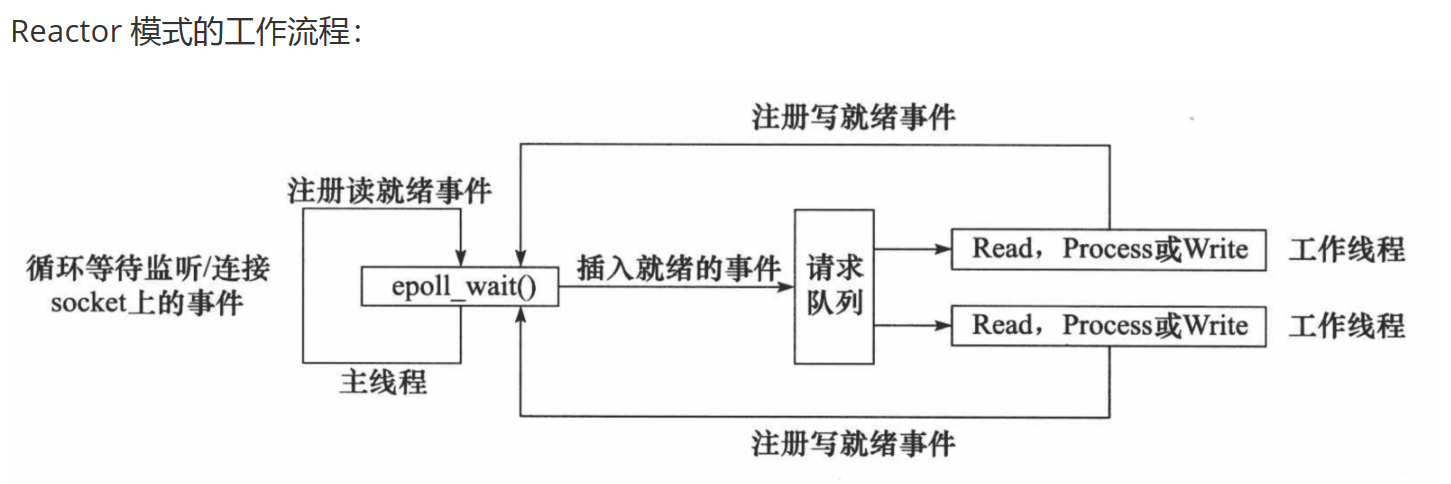 Reactor 模式的工作流程：
注册写就绪事件
注册读就绪事件
循环等待监听/连接
socket上的事件
epoll_wait()
插入就绪的事件
请求
队列
Read，Process或Write
工作线程
Read，Process或Write
工作线程
主线程
注册写就绪事件